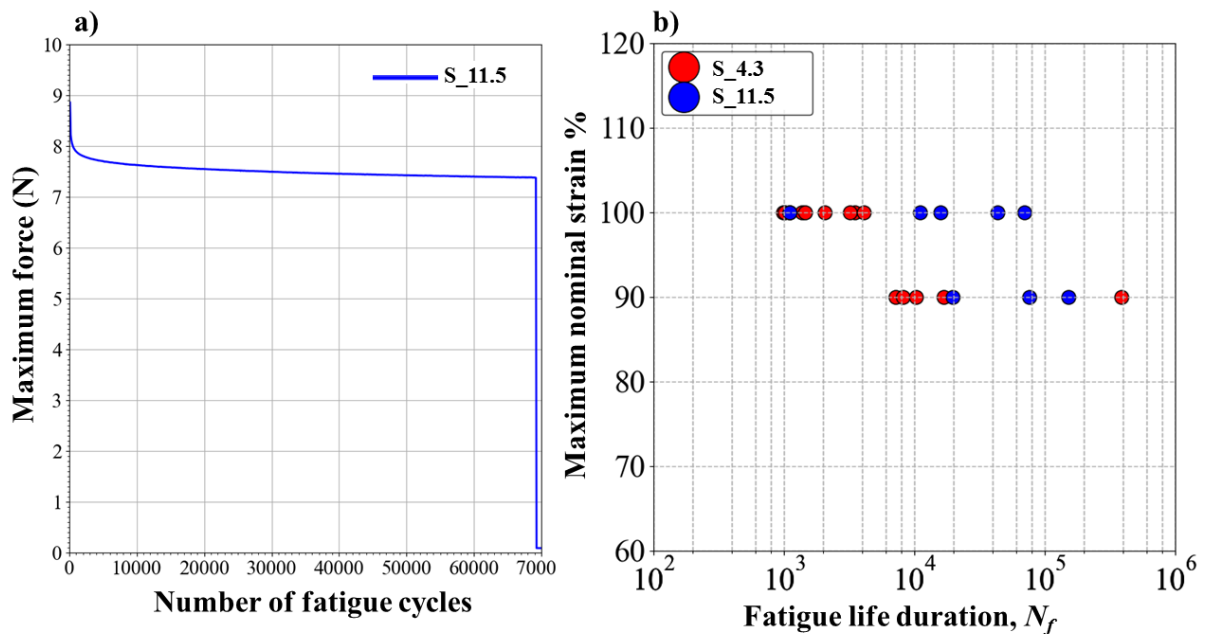 a)
10
9
8
7
6
5
4
3
2
1
0
Maximum force (N)
S_11.5
0 10000 20000 30000 40000 50000 60000 70000
Number of fatigue cycles
b)
120
110
100
90
80
70
60
Maximum nominal strain %
S_4.3
S_11.5
10² 10³ 10⁴ 10⁵ 10⁶
Fatigue life duration, N_f